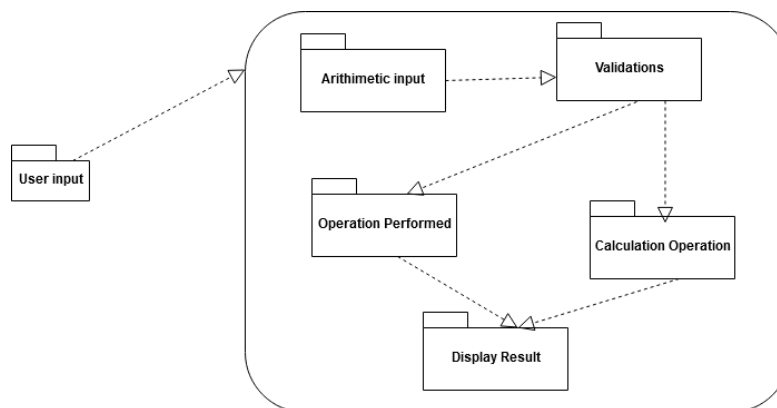 Arithimetic input
Validations
User input
Operation Performed
Calculation Operation
Display Result